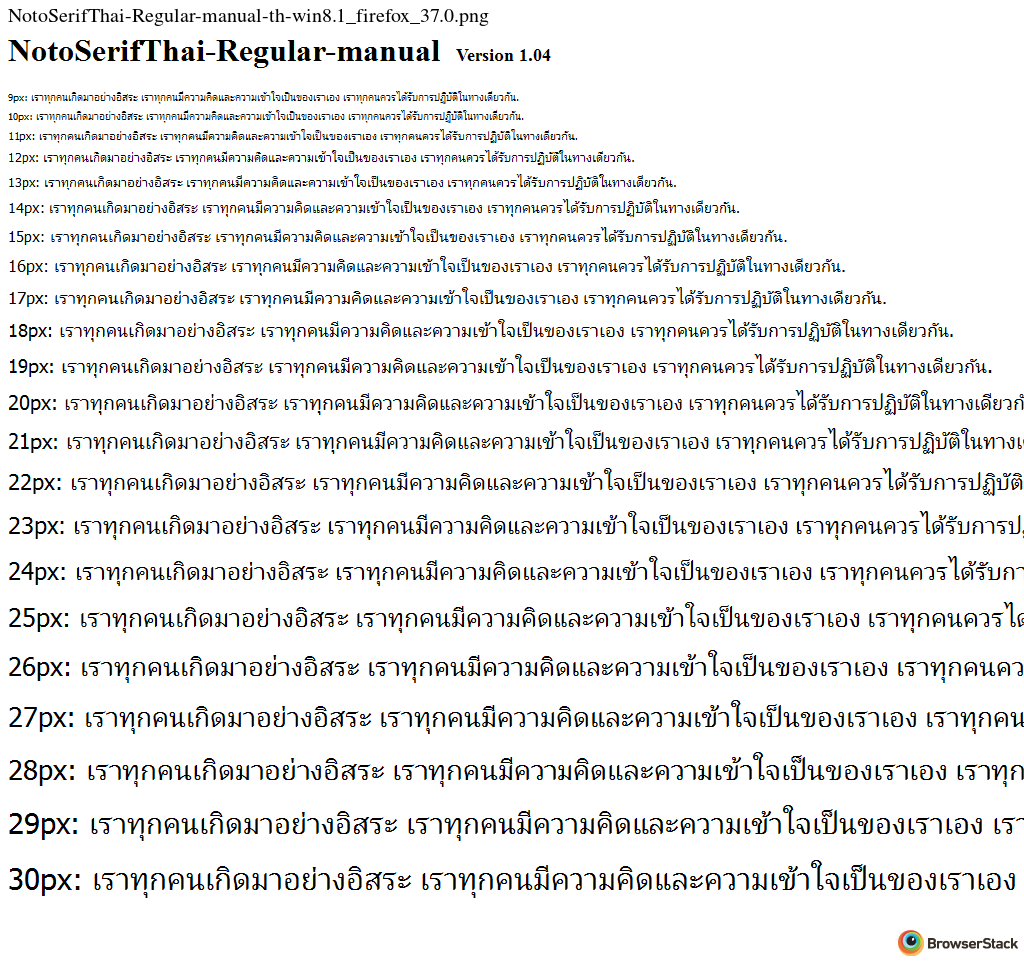 NotoSerifThai-Regular-manual-th-win8.1_firefox_37.0.png
NotoSerifThai-Regular-manual Version 1.04
9px: เราทุกคนเกิดมาอย่างอิสระ เราทุกคนมีความคิดและความเข้าใจเป็นของเราเอง เราทุกคนควรได้รับการปฏิบัติในทางเดียวกัน.
10px: เราทุกคนเกิดมาอย่างอิสระ เราทุกคนมีความคิดและความเข้าใจเป็นของเราเอง เราทุกคนควรได้รับการปฏิบัติในทางเดียวกัน.
11px: เราทุกคนเกิดมาอย่างอิสระ เราทุกคนมีความคิดและความเข้าใจเป็นของเราเอง เราทุกคนควรได้รับการปฏิบัติในทางเดียวกัน.
12px: เราทุกคนเกิดมาอย่างอิสระ เราทุกคนมีความคิดและความเข้าใจเป็นของเราเอง เราทุกคนควรได้รับการปฏิบัติในทางเดียวกัน.
13px: เราทุกคนเกิดมาอย่างอิสระ เราทุกคนมีความคิดและความเข้าใจเป็นของเราเอง เราทุกคนควรได้รับการปฏิบัติในทางเดียวกัน.
14px: เราทุกคนเกิดมาอย่างอิสระ เราทุกคนมีความคิดและความเข้าใจเป็นของเราเอง เราทุกคนควรได้รับการปฏิบัติในทางเดียวกัน.
15px: เราทุกคนเกิดมาอย่างอิสระ เราทุกคนมีความคิดและความเข้าใจเป็นของเราเอง เราทุกคนควรได้รับการปฏิบัติในทางเดียวกัน.
16px: เราทุกคนเกิดมาอย่างอิสระ เราทุกคนมีความคิดและความเข้าใจเป็นของเราเอง เราทุกคนควรได้รับการปฏิบัติในทางเดียวกัน.
17px: เราทุกคนเกิดมาอย่างอิสระ เราทุกคนมีความคิดและความเข้าใจเป็นของเราเอง เราทุกคนควรได้รับการปฏิบัติในทางเดียวกัน.
18px: เราทุกคนเกิดมาอย่างอิสระ เราทุกคนมีความคิดและความเข้าใจเป็นของเราเอง เราทุกคนควรได้รับการปฏิบัติในทางเดียวกัน.
19px: เราทุกคนเกิดมาอย่างอิสระ เราทุกคนมีความคิดและความเข้าใจเป็นของเราเอง เราทุกคนควรได้รับการปฏิบัติในทางเดียวกัน.
20px: เราทุกคนเกิดมาอย่างอิสระ เราทุกคนมีความคิดและความเข้าใจเป็นของเราเอง เราทุกคนควรได้รับการปฏิบัติในทางเดียวกั
21px: เราทุกคนเกิดมาอย่างอิสระ เราทุกคนมีความคิดและความเข้าใจเป็นของเราเอง เราทุกคนควรได้รับการปฏิบัติในทางเ
22px: เราทุกคนเกิดมาอย่างอิสระ เราทุกคนมีความคิดและความเข้าใจเป็นของเราเอง เราทุกคนควรได้รับการปฏิบัติ
23px: เราทุกคนเกิดมาอย่างอิสระ เราทุกคนมีความคิดและความเข้าใจเป็นของเราเอง เราทุกคนควรได้รับการป
24px: เราทุกคนเกิดมาอย่างอิสระ เราทุกคนมีความคิดและความเข้าใจเป็นของเราเอง เราทุกคนควรได้รับกา
25px: เราทุกคนเกิดมาอย่างอิสระ เราทุกคนมีความคิดและความเข้าใจเป็นของเราเอง เราทุกคนควรได้
26px: เราทุกคนเกิดมาอย่างอิสระ เราทุกคนมีความคิดและความเข้าใจเป็นของเราเอง เราทุกคนคว
27px: เราทุกคนเกิดมาอย่างอิสระ เราทุกคนมีความคิดและความเข้าใจเป็นของเราเอง เราทุกคน
28px: เราทุกคนเกิดมาอย่างอิสระ เราทุกคนมีความคิดและความเข้าใจเป็นของเราเอง เราทุก
29px: เราทุกคนเกิดมาอย่างอิสระ เราทุกคนมีความคิดและความเข้าใจเป็นของเราเอง เรา
30px: เราทุกคนเกิดมาอย่างอิสระ เราทุกคนมีความคิดและความเข้าใจเป็นของเราเอง
BrowserStack